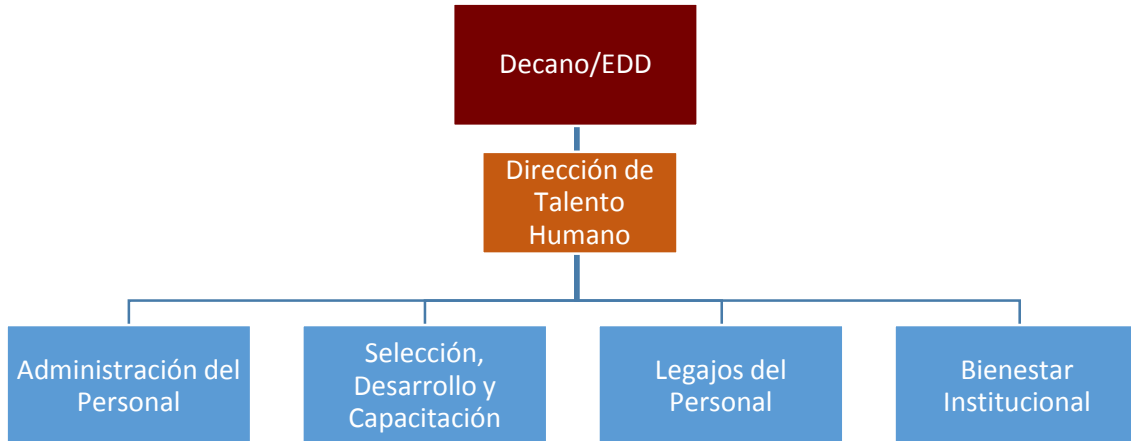 Decano/EDD
Dirección de
Talento
Humano
Administración del
Personal
Selección,
Desarrollo y
Capacitación
Legajos del
Personal
Bienestar
Institucional